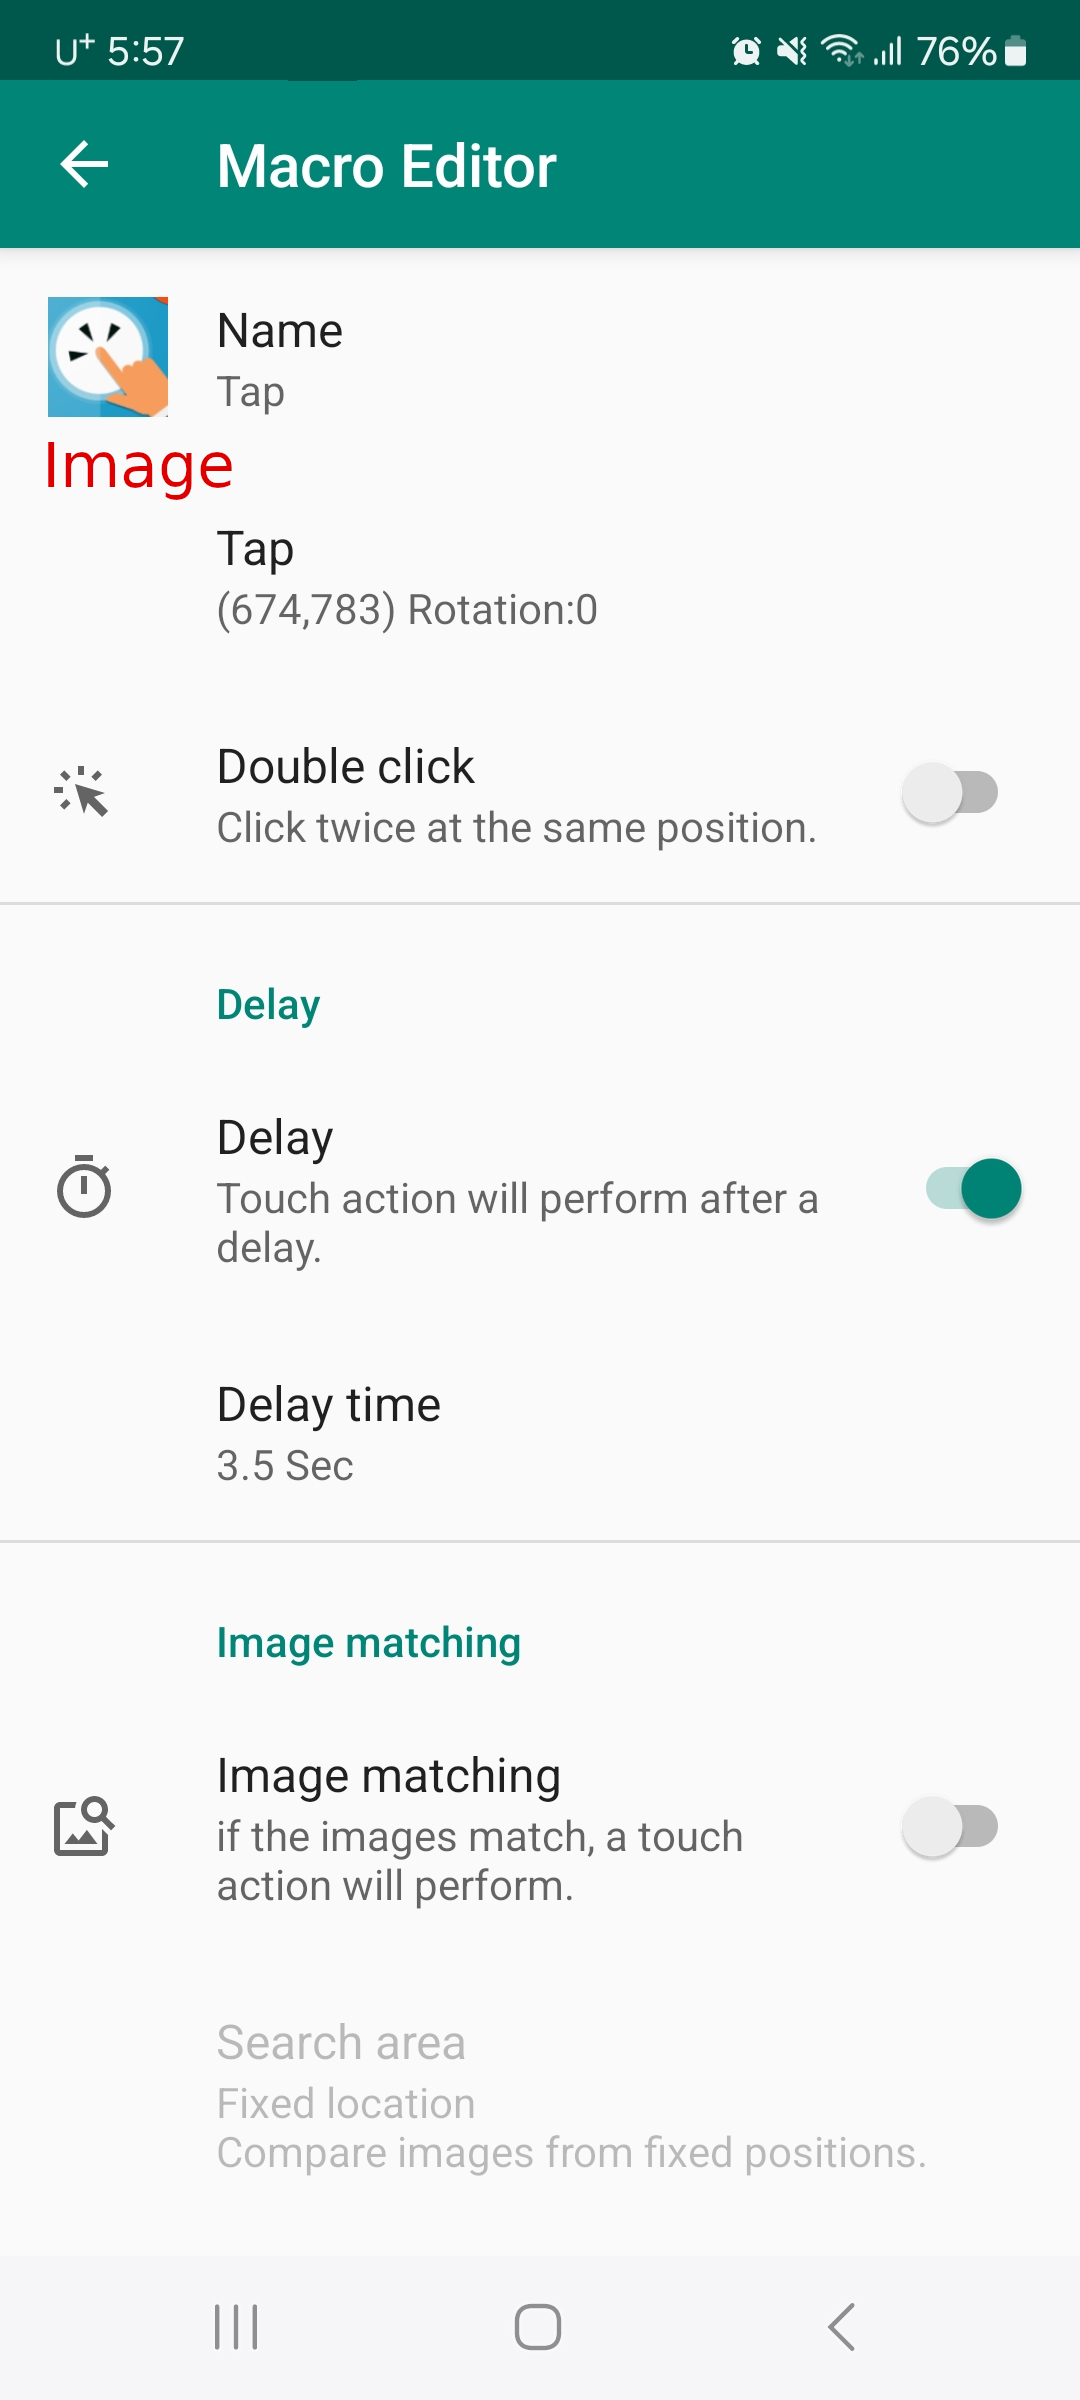 U+ 5:57 76%
Macro Editor
Name
Tap
Image
Tap
(674,783) Rotation:0
Double click
Click twice at the same position.
Delay
Delay
Touch action will perform after a
delay.
Delay time
3.5 Sec
Image matching
Image matching
if the images match, a touch
action will perform.
Search area
Fixed location
Compare images from fixed positions.